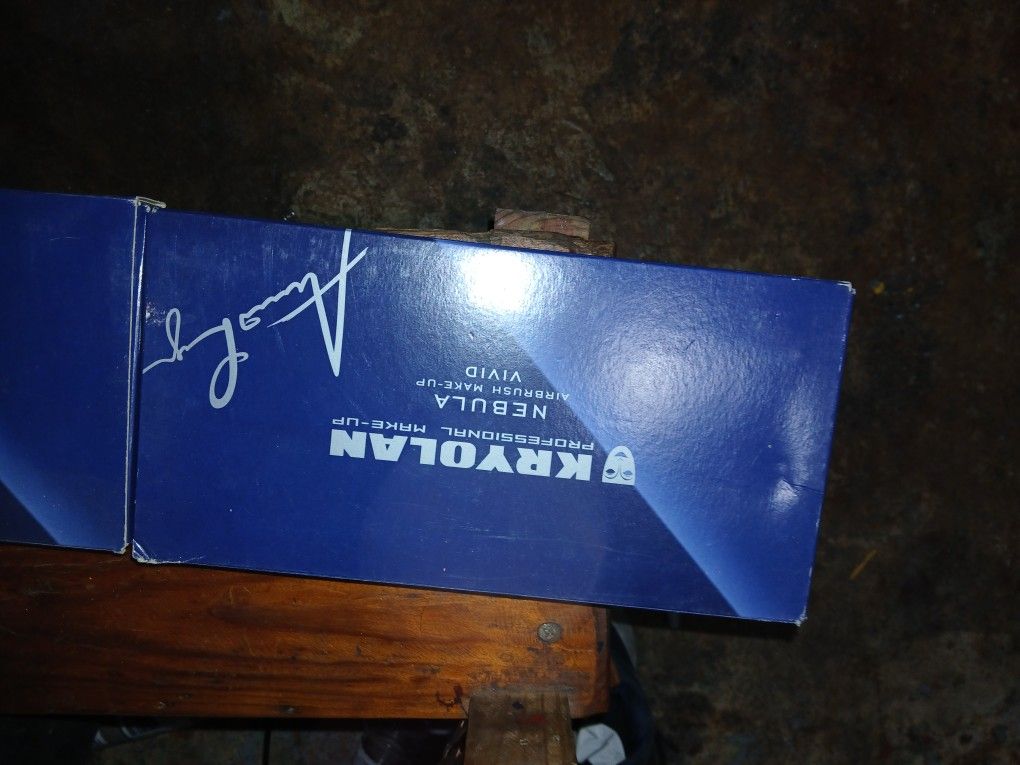 KRYOLAN
PROFESSIONAL MAKE-UP
NEBULA
AIRBRUSH MAKE-UP
VIVID